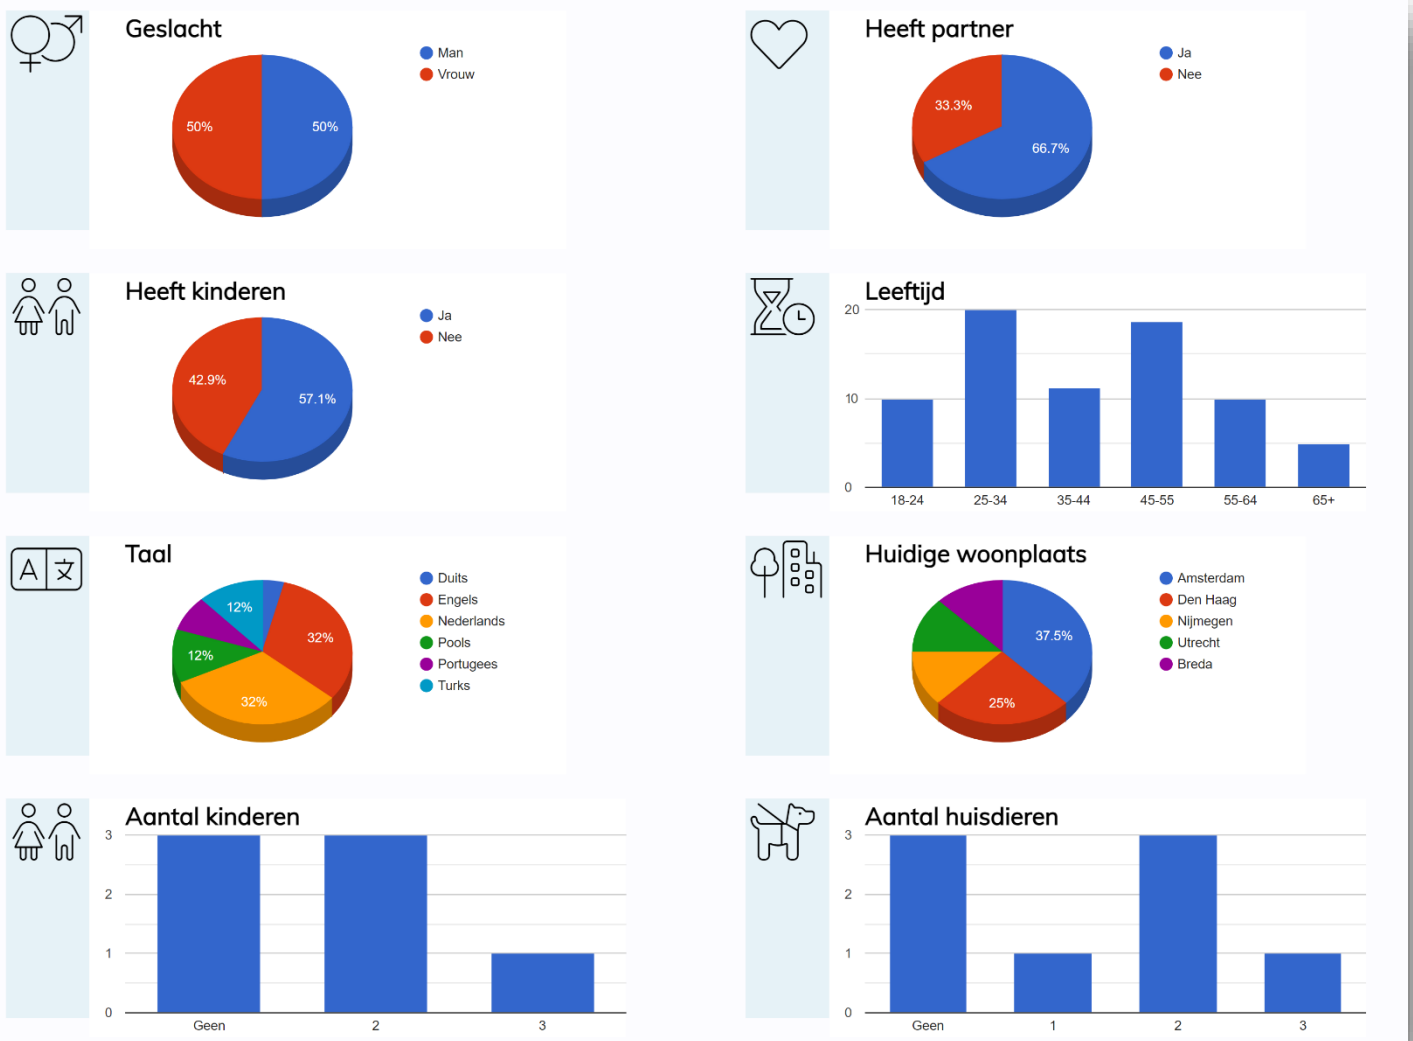 Geslacht
Man
Vrouw
50%
50%
Heeft partner
Ja
Nee
33.3%
66.7%
Heeft kinderen
Ja
Nee
42.9%
57.1%
Leeftijd
20
10
0
18-24
25-34
35-44
45-55
55-64
65+
A 文
Taal
Duits
Engels
Nederlands
Pools
Portugees
Turks
12%
32%
12%
32%
Huidige woonplaats
Amsterdam
Den Haag
Nijmegen
Utrecht
Breda
37.5%
25%
Aantal kinderen
3
2
1
0
Geen
2
3
Aantal huisdieren
3
2
1
0
Geen
1
2
3